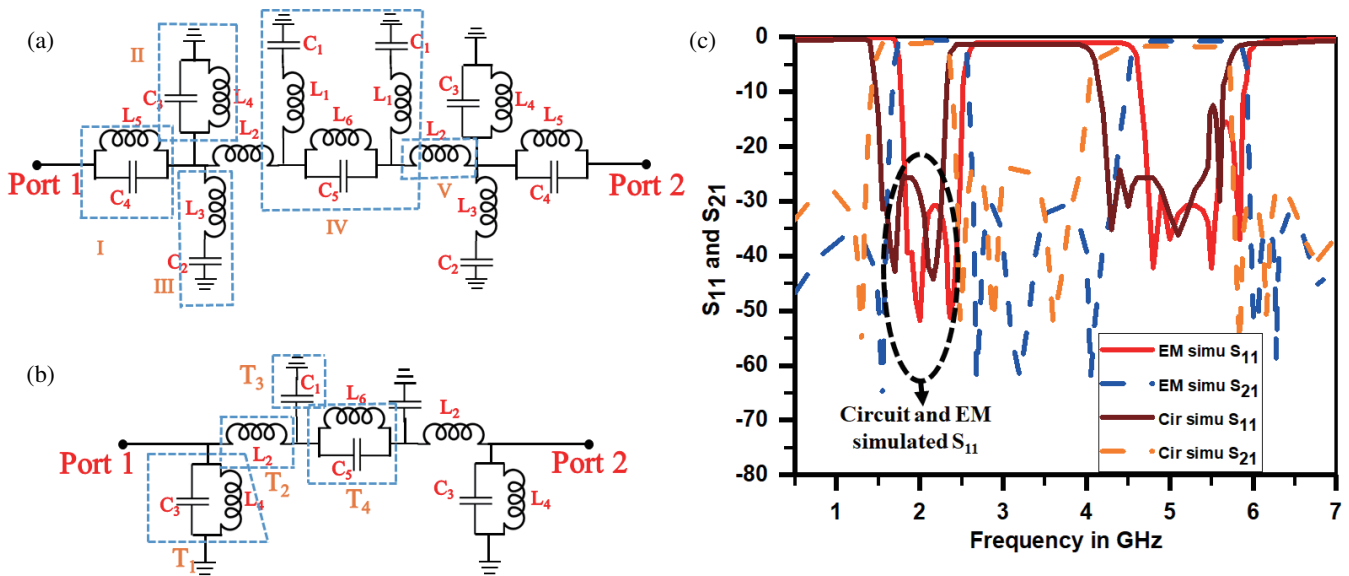 (a)
II
C₁
C₁
C₃
L₄
L₁
L₁
C₃
L₄
L₅
L₂
L₆
L₂
L₅
Port 1
C₄
C₅
V
C₄
Port 2
L₃
IV
L₃
I
C₂
III
C₂
(b)
T₃
C₁
L₆
L₂
Port 1
L₂
C₅
Port 2
T₂
T₄
C₃
L₄
C₃
L₄
T₁
(c)
S₁₁ and S₂₁
0
-10
-20
-30
-40
-50
-60
-70
-80
Circuit and EM
simulated S₁₁
EM simu S₁₁
EM simu S₂₁
Cir simu S₁₁
Cir simu S₂₁
1 2 3 4 5 6 7
Frequency in GHz